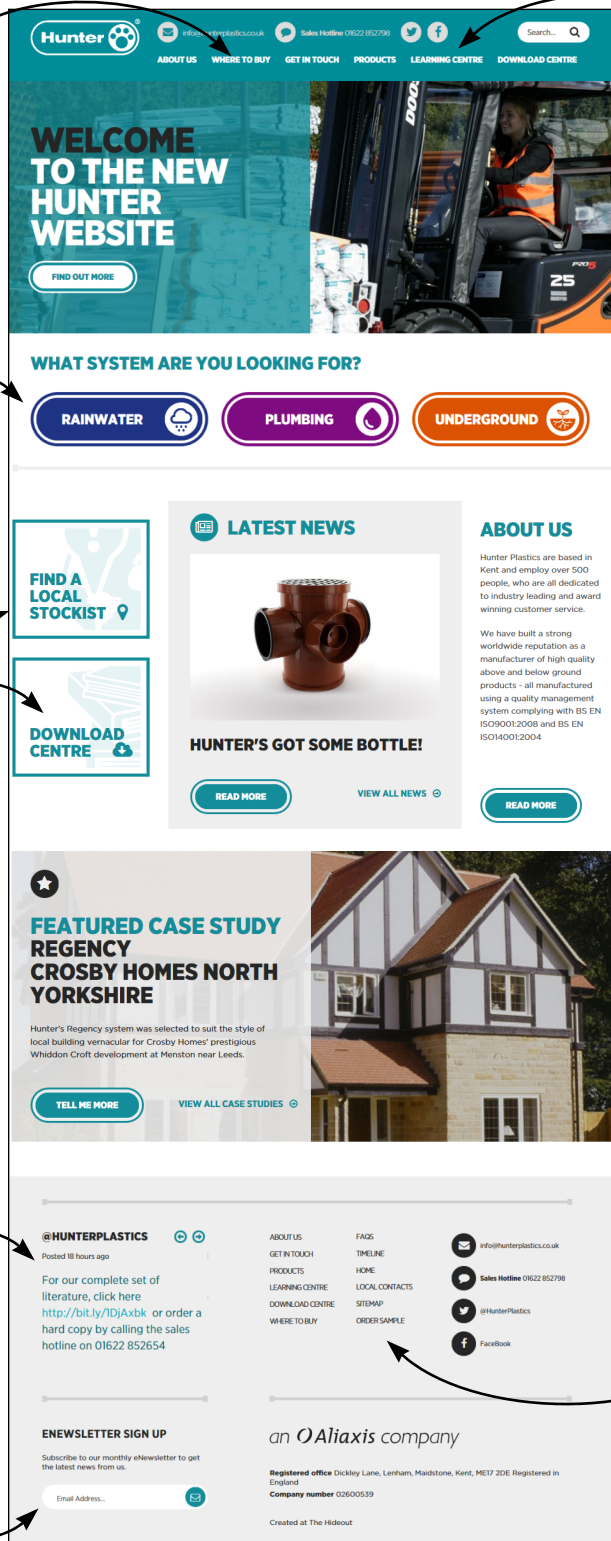 Hunter
info@hunterplastics.co.uk
Sales Hotline 01622 852798
Search...
ABOUT US WHERE TO BUY GET IN TOUCH PRODUCTS LEARNING CENTRE DOWNLOAD CENTRE
WELCOME
TO THE NEW
HUNTER
WEBSITE
FIND OUT MORE
DOOS
PRO5
25
WHAT SYSTEM ARE YOU LOOKING FOR?
RAINWATER
PLUMBING
UNDERGROUND
FIND A
LOCAL
STOCKIST
DOWNLOAD
CENTRE
LATEST NEWS
HUNTER'S GOT SOME BOTTLE!
READ MORE
VIEW ALL NEWS
ABOUT US
Hunter Plastics are based in
Kent and employ over 500
people, who are all dedicated
to industry leading and award
winning customer service.
We have built a strong
worldwide reputation as a
manufacturer of high quality
above and below ground
products - all manufactured
using a quality management
system complying with BS EN
ISO9001:2008 and BS EN
ISO14001:2004
READ MORE
FEATURED CASE STUDY
REGENCY
CROSBY HOMES NORTH
YORKSHIRE
Hunter's Regency system was selected to suit the style of
local building vernacular for Crosby Homes' prestigious
Whiddon Croft development at Menston near Leeds.
TELL ME MORE
VIEW ALL CASE STUDIES
@HUNTERPLASTICS
Posted 18 hours ago
For our complete set of
literature, click here
http://bit.ly/1DjAxbk or order a
hard copy by calling the sales
hotline on 01622 852654
ABOUT US
GET IN TOUCH
PRODUCTS
LEARNING CENTRE
DOWNLOAD CENTRE
WHERE TO BUY
FAQS
TIMELINE
HOME
LOCAL CONTACTS
SITEMAP
ORDER SAMPLE
info@hunterplastics.co.uk
Sales Hotline 01622 852798
@HunterPlastics
FaceBook
ENEWSLETTER SIGN UP
Subscribe to our monthly eNewsletter to get
the latest news from us.
Email Address...
an Aliaxis company
Registered office Dickley Lane, Lenham, Maidstone, Kent, ME17 2DE Registered in
England
Company number 02600539
Created at The Hideout